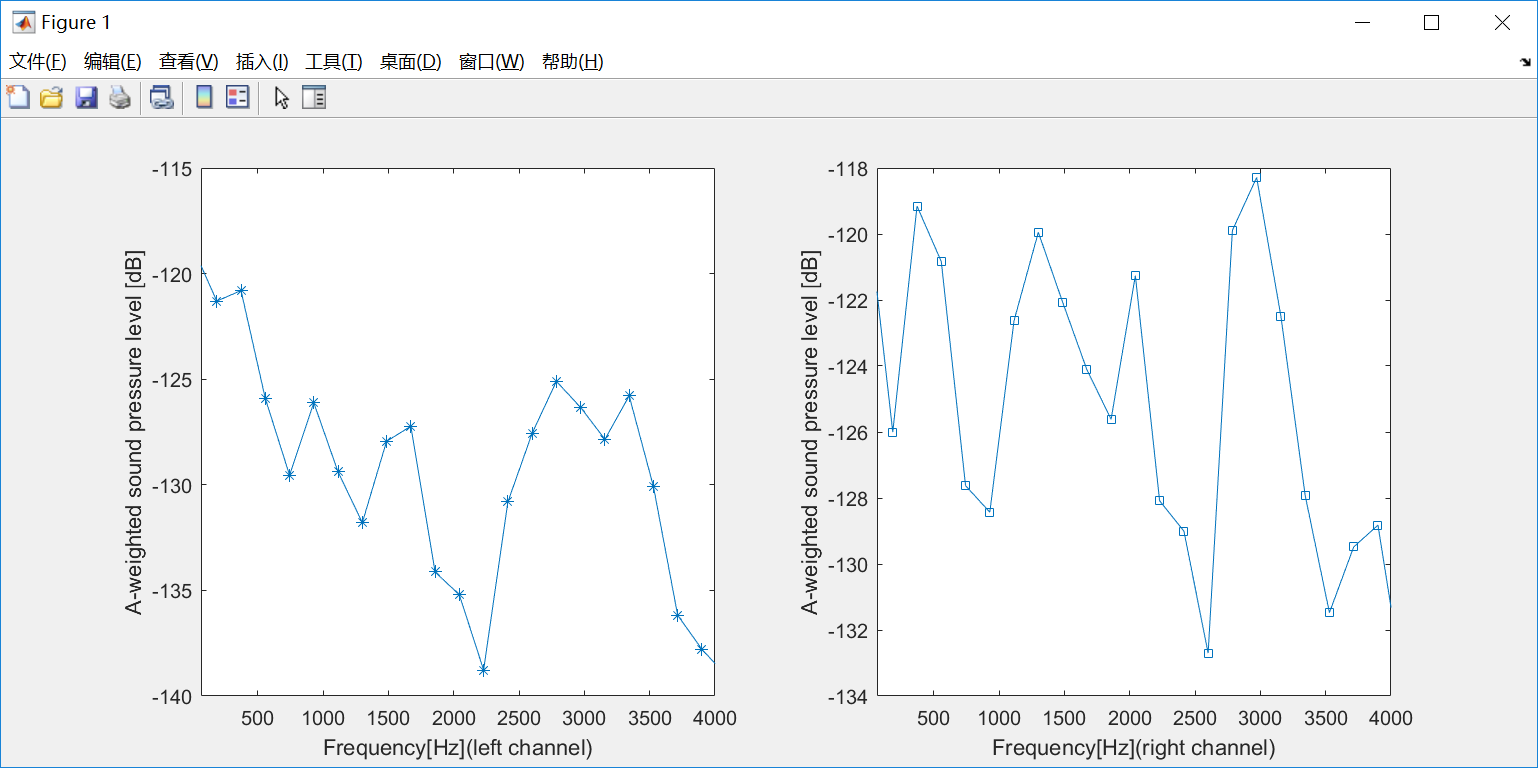 Figure 1
文件(F) 编辑(E) 查看(V) 插入(I) 工具(T) 桌面(D) 窗口(W) 帮助(H)
-115
-120
-125
-130
-135
-140
A-weighted sound pressure level [dB]
500 1000 1500 2000 2500 3000 3500 4000
Frequency[Hz](left channel)
-118
-120
-122
-124
-126
-128
-130
-132
-134
A-weighted sound pressure level [dB]
500 1000 1500 2000 2500 3000 3500 4000
Frequency[Hz](right channel)